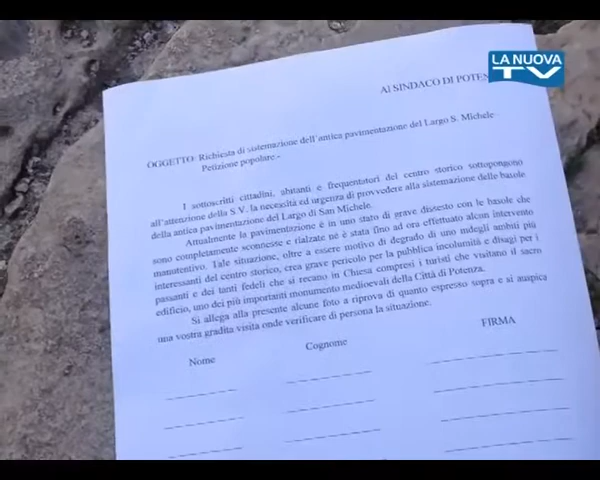 LA NUOVA
TV
Al SINDACO DI POTEN
OGGETTO: Richiesta di sistemazione dell'antica pavimentazione del Largo S. Michele-
Petizione popolare.-
I sottoscritti cittadini, abitanti e frequentatori del centro storico sottopongono
all'attenzione della S.V. la necessità ed urgenza di provvedere alla sistemazione delle basole
della antica pavimentazione del Largo di San Michele.
Attualmente la pavimentazione è in uno stato di grave dissesto con le basole che
sono completamente sconnesse e rialzate né è stata fino ad ora effettuato alcun intervento
manutentivo. Tale situazione, oltre a essere motivo di degrado di uno ndegli ambiti più
interessanti del centro storico, crea grave pericolo per la pubblica incolumità e disagi per i
passanti e dei tanti fedeli che si recano in Chiesa compresi i turisti che visitano il sacro
edificio, uno dei più importanti monumento medioevali della Città di Potenza.
Si allega alla presente alcune foto a riprova di quanto espresso supra e si auspica
una vostra gradita visita onde verificare di persona la situazione.
Nome Cognome FIRMA